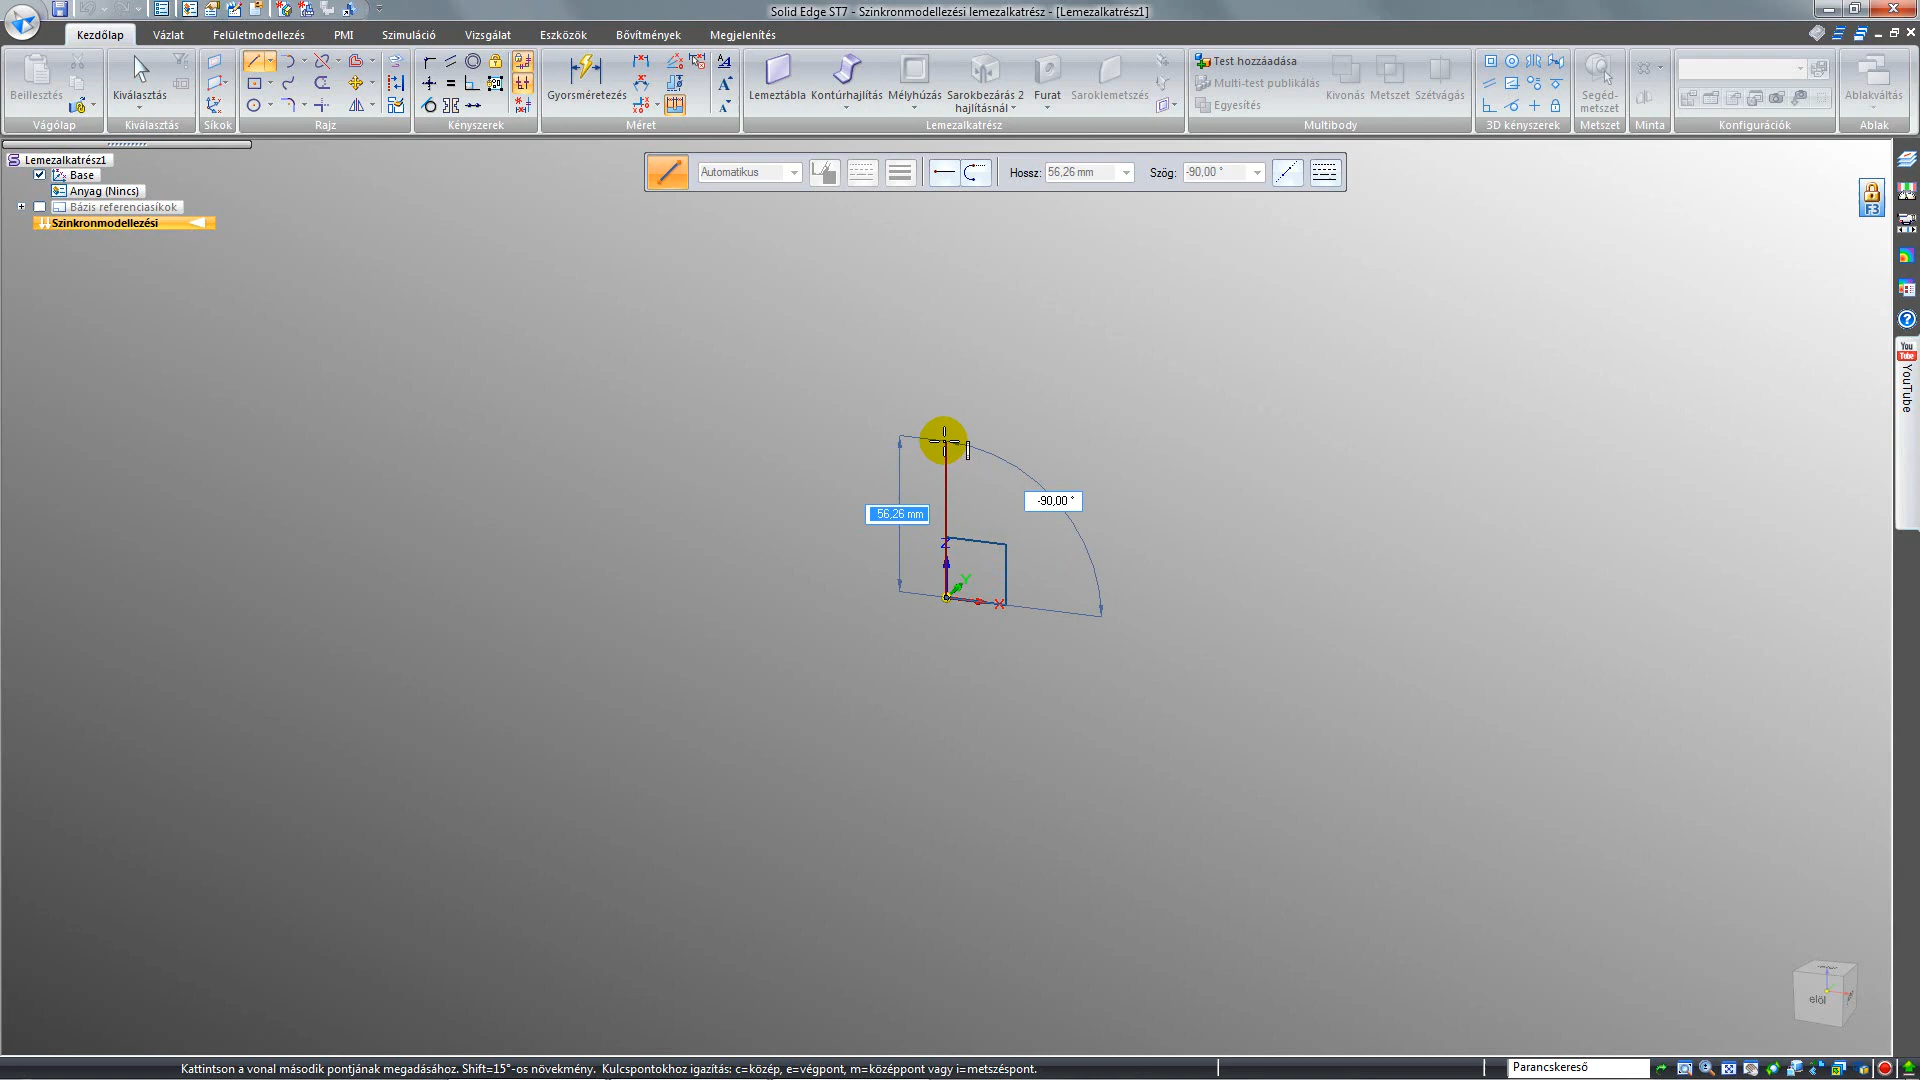 Solid Edge ST7 - Szinkronmodellezési lemezalkatrész - [Lemezalkatrész1]
Kezdőlap Vázlat Felületmodellezés PMI Szimuláció Vizsgálat Eszközök Bővítmények Megjelenítés
Beillesztés
Vágólap
Kiválasztás
Kiválasztás
Síkok
Rajz
Kényszerek
Gyorsméretezés
Méret
Lemeztábla
Kontúrhajlítás
Mélyhúzás
Sarokbezárás 2 hajlításnál
Furat
Saroklemetszés
Lemezalkatrész
Test hozzáadása
Multi-test publikálás
Egyesítés
Kivonás
Metszet
Szétvágás
Multibody
3D kényszerek
Segéd-
metszet
Metszet
Minta
Konfigurációk
Ablakváltás
Ablak
Lemezalkatrész1
Base
Anyag (Nincs)
Bázis referenciasíkok
Szinkronmodellezési
Automatikus
Hossz: 56,26 mm
Szög: -90,00 °
F3
You
Tube
YouTube
56,26 mm
-90,00 °
Z
Y
X
elöl
Kattintson a vonal második pontjának megadásához. Shift=15°-os növekmény. Kulcspontokhoz igazítás: c=közép, e=végpont, m=középpont vagy i=metszéspont.
Parancskereső